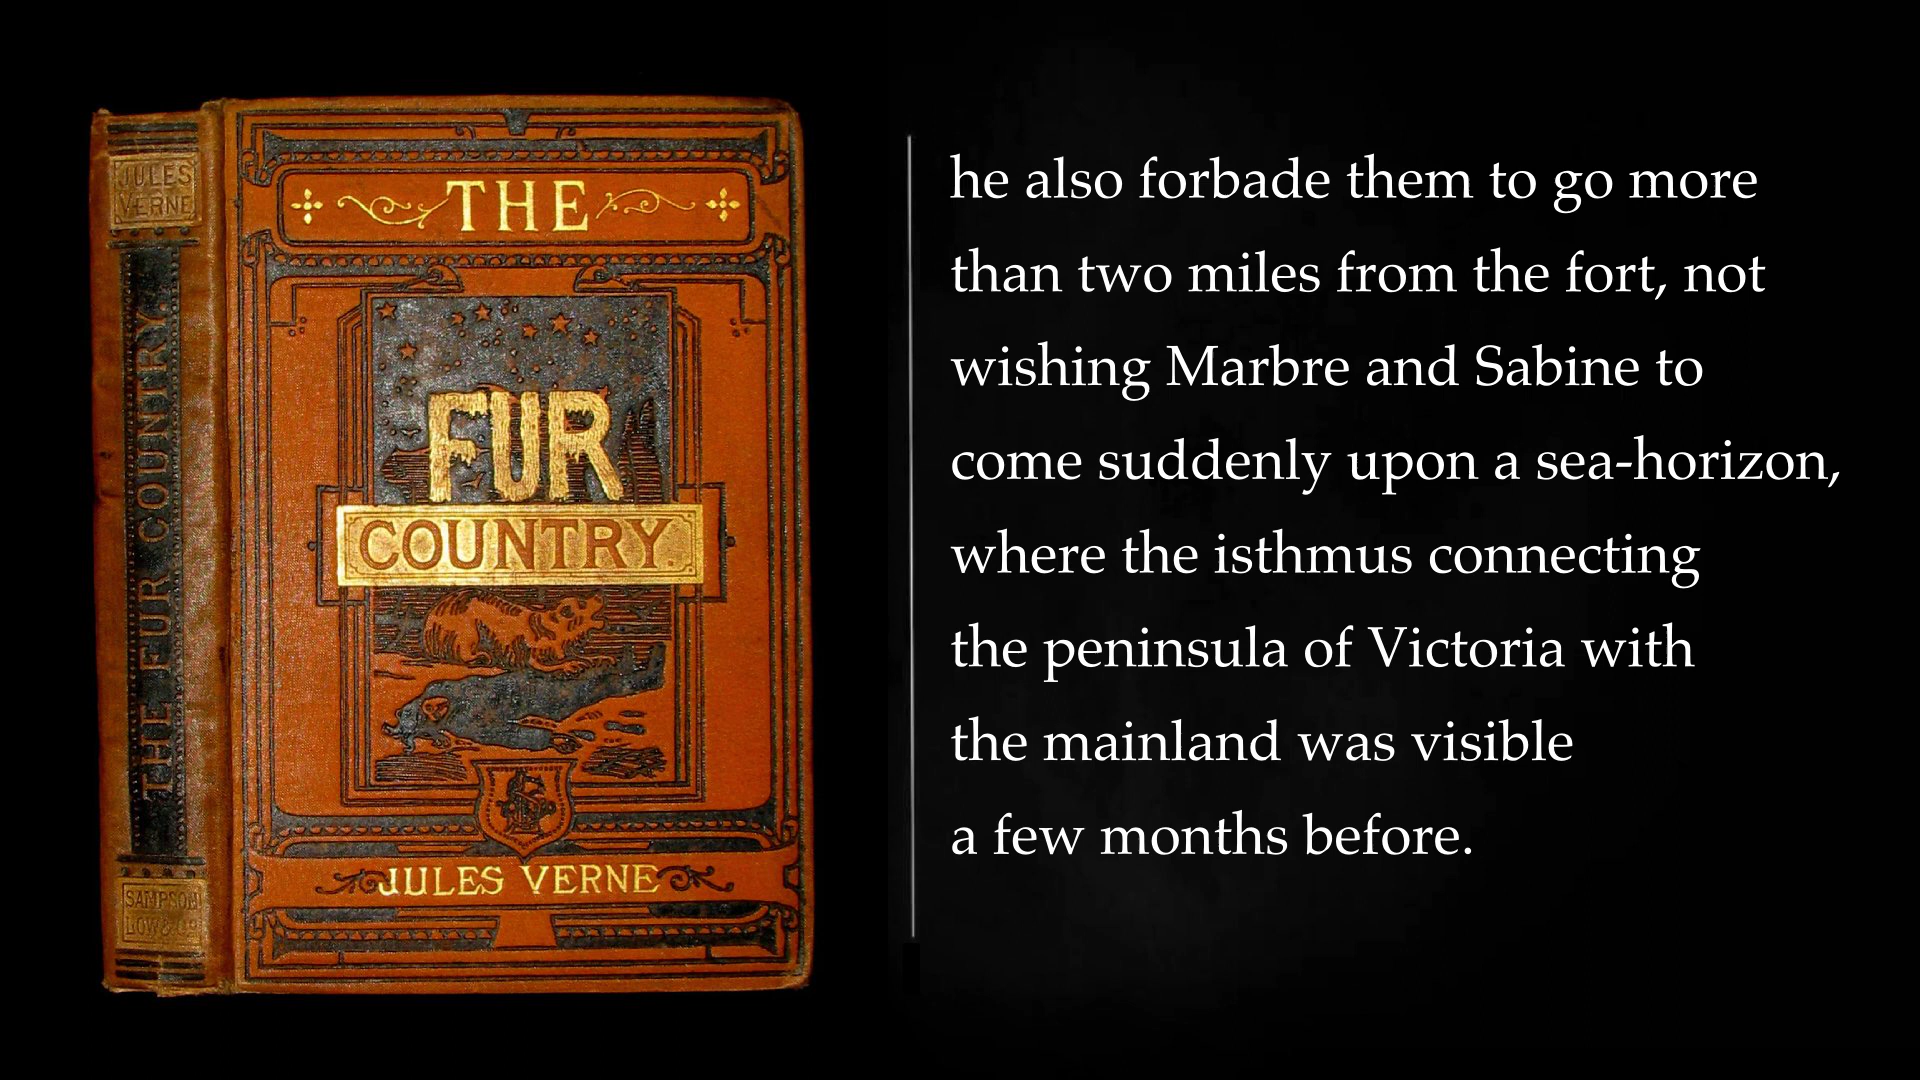 JULES
VERNE
THE FUR COUNTRY.
SAMPSON
LOW & Co
THE
FUR
COUNTRY.
JULES VERNE
he also forbade them to go more
than two miles from the fort, not
wishing Marbre and Sabine to
come suddenly upon a sea-horizon,
where the isthmus connecting
the peninsula of Victoria with
the mainland was visible
a few months before.